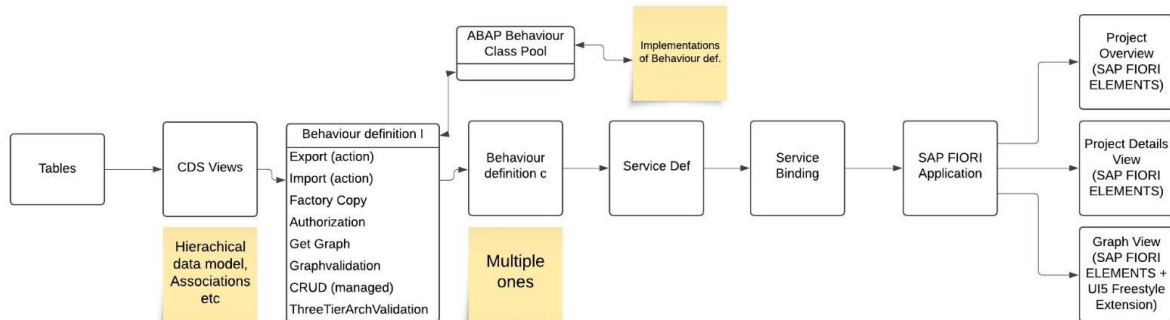 ABAP Behaviour
Class Pool
Implementations
of Behaviour def.
Project
Overview
(SAP FIORI
ELEMENTS)
Tables
CDS Views
Behaviour definition I
Export (action)
Import (action)
Factory Copy
Authorization
Get Graph
Graphvalidation
CRUD (managed)
ThreeTierArchValidation
Behaviour
definition c
Service Def
Service
Binding
SAP FIORI
Application
Project Details
View
(SAP FIORI
ELEMENTS)
Hierachical
data model,
Associations
etc
Multiple
ones
Graph View
(SAP FIORI
ELEMENTS +
UI5 Freestyle
Extension)